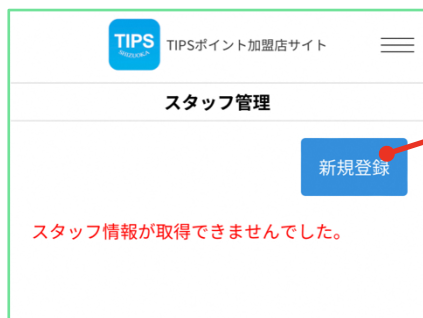 TIPS
SHIZUOKA
TIPSポイント加盟店サイト
スタッフ管理
新規登録
スタッフ情報が取得できませんでした。